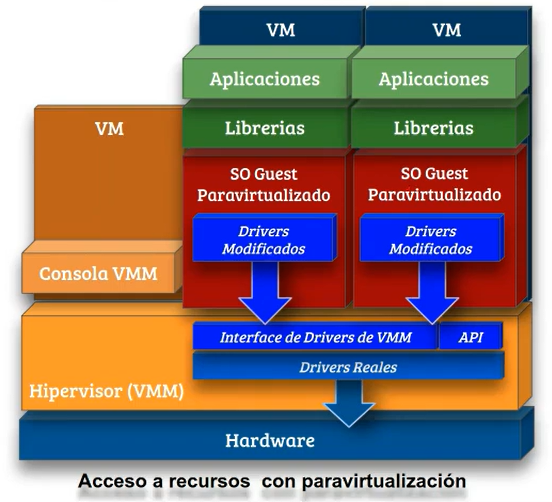 VM
VM
Aplicaciones
Aplicaciones
VM
Librerias
Librerias
SO Guest
Paravirtualizado
SO Guest
Paravirtualizado
Drivers
Modificados
Drivers
Modificados
Consola VMM
Interface de Drivers de VMM
API
Drivers Reales
Hipervisor (VMM)
Hardware
Acceso a recursos con paravirtualización